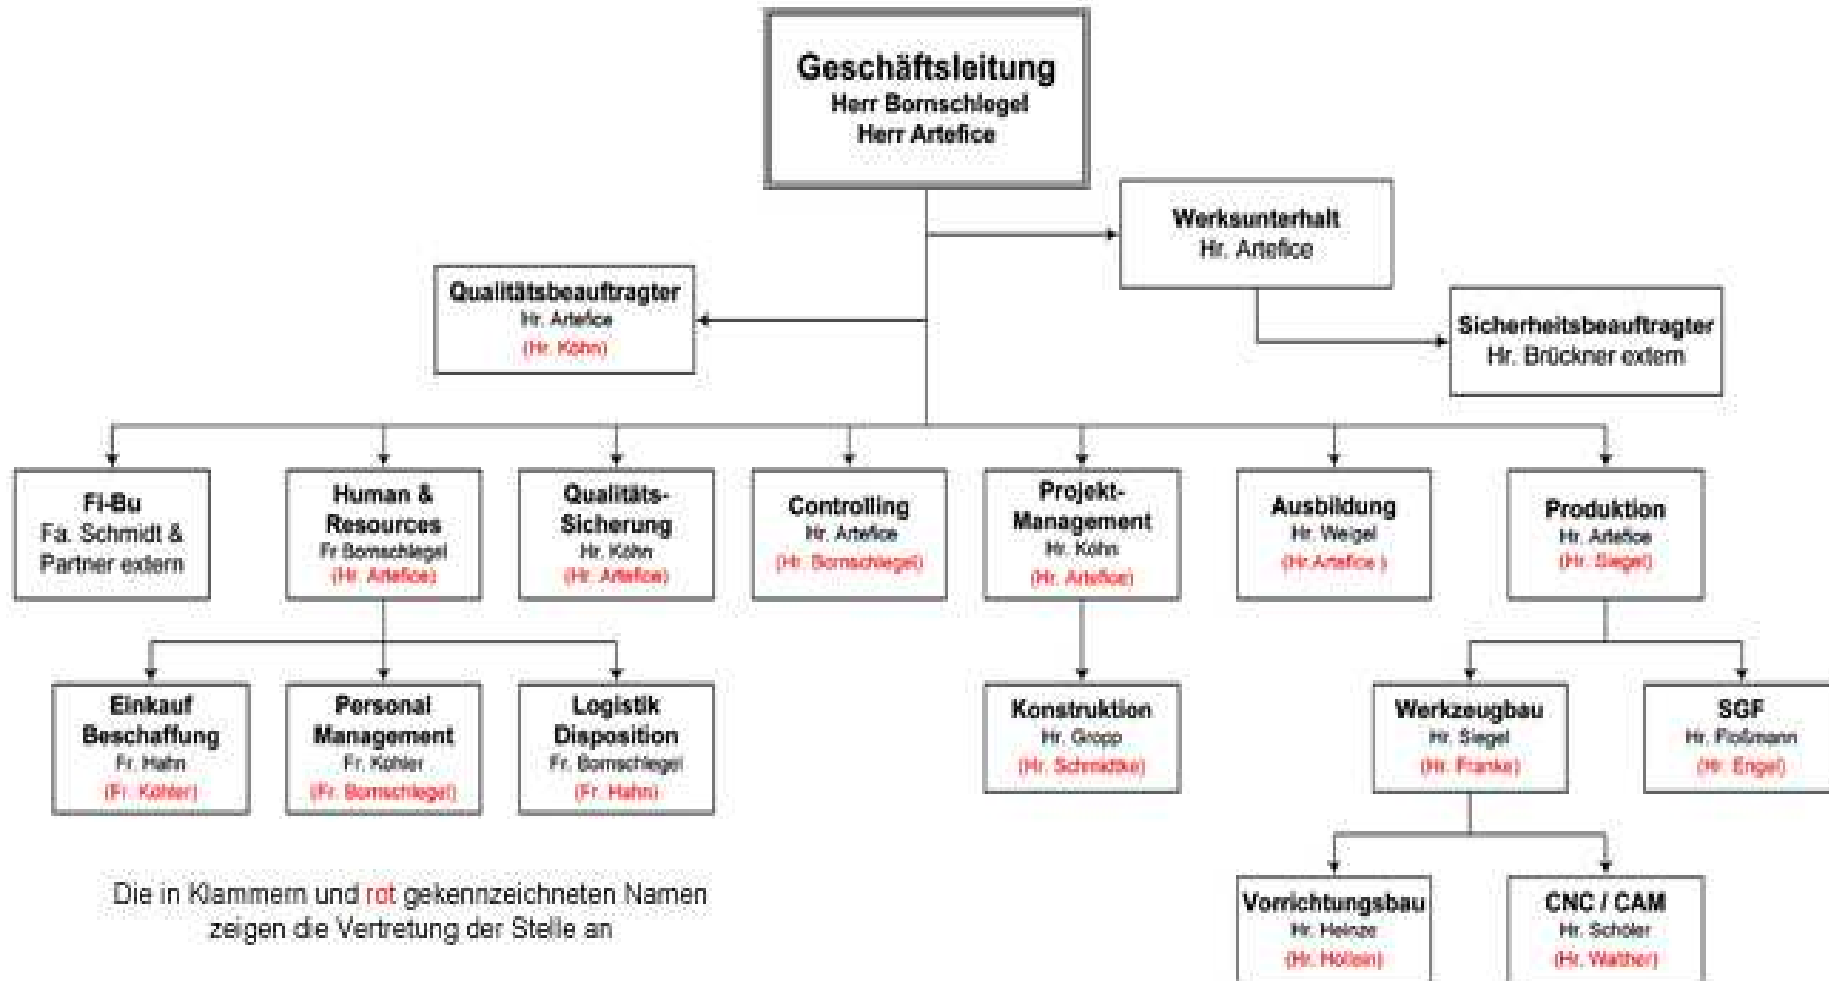 Geschäftsleitung
Herr Bornschlegel
Herr Artefice
Werksunterhalt
Hr. Artefice
Qualitätsbeauftragter
Hr. Artefice
(Hr. Köhn)
Sicherheitsbeauftragter
Hr. Brückner extern
Fi-Bu
Fa. Schmidt &
Partner extern
Human &
Resources
Fr Bornschlegel
(Hr. Artefice)
Qualitäts-
Sicherung
Hr. Köhn
(Hr. Artefice)
Controlling
Hr. Artefice
(Hr. Bornschlegel)
Projekt-
Management
Hr. Köhn
(Hr. Artefice)
Ausbildung
Hr. Weigel
(Hr.Artefice )
Produktion
Hr. Artefice
(Hr. Siegel)
Einkauf
Beschaffung
Fr. Hahn
(Fr. Köhler)
Personal
Management
Fr. Köhler
(Fr. Bornschlegel)
Logistik
Disposition
Fr. Bornschlegel
(Fr. Hahn)
Konstruktion
Hr. Gropp
(Hr. Schmidtke)
Werkzeugbau
Hr. Siegel
(Hr. Franke)
SGF
Hr. Floßmann
(Hr. Engel)
Vorrichtungsbau
Hr. Heinze
(Hr. Höllein)
CNC / CAM
Hr. Schöler
(Hr. Walther)
Die in Klammern und rot gekennzeichneten Namen
zeigen die Vertretung der Stelle an